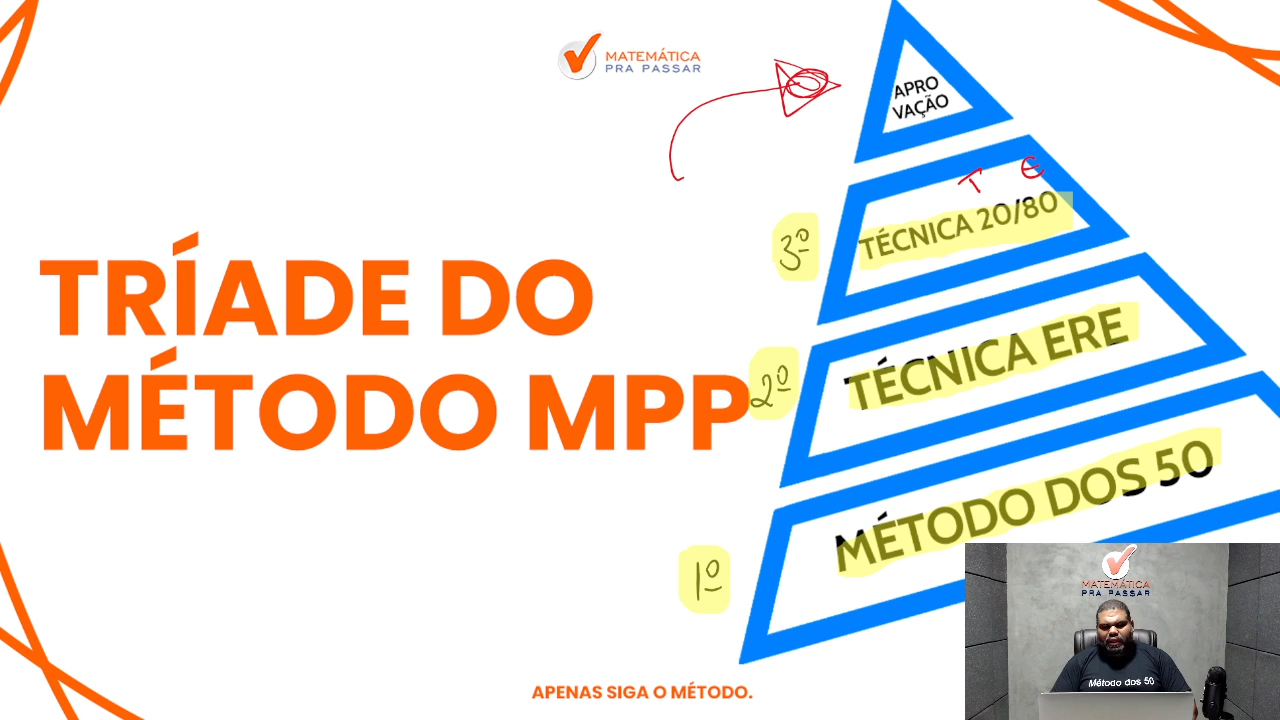 MATEMÁTICA
PRA PASSAR
APRO
VAÇÃO
T E
3º
TÉCNICA 20/80
TRÍADE DO
MÉTODO MPP
2º
TÉCNICA ERE
1º
MÉTODO DOS 50
MATEMÁTICA
PRA PASSAR
Método dos 50
APENAS SIGA O MÉTODO.